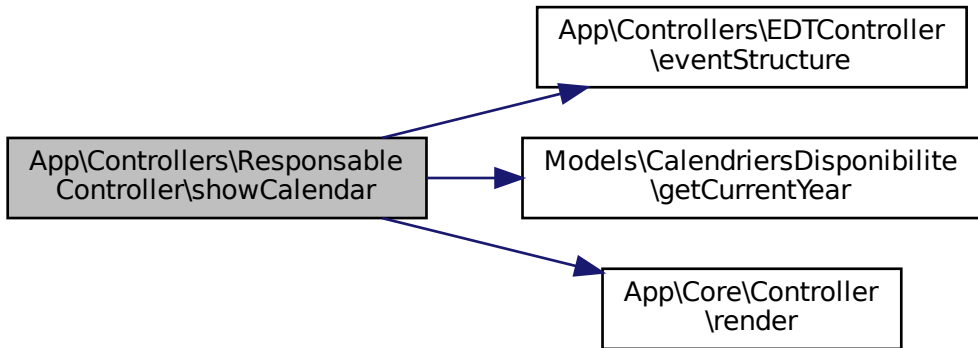 App\Controllers\EDTController
\eventStructure
App\Controllers\Responsable
Controller\showCalendar
Models\CalendriersDisponibilite
\getCurrentYear
App\Core\Controller
\render